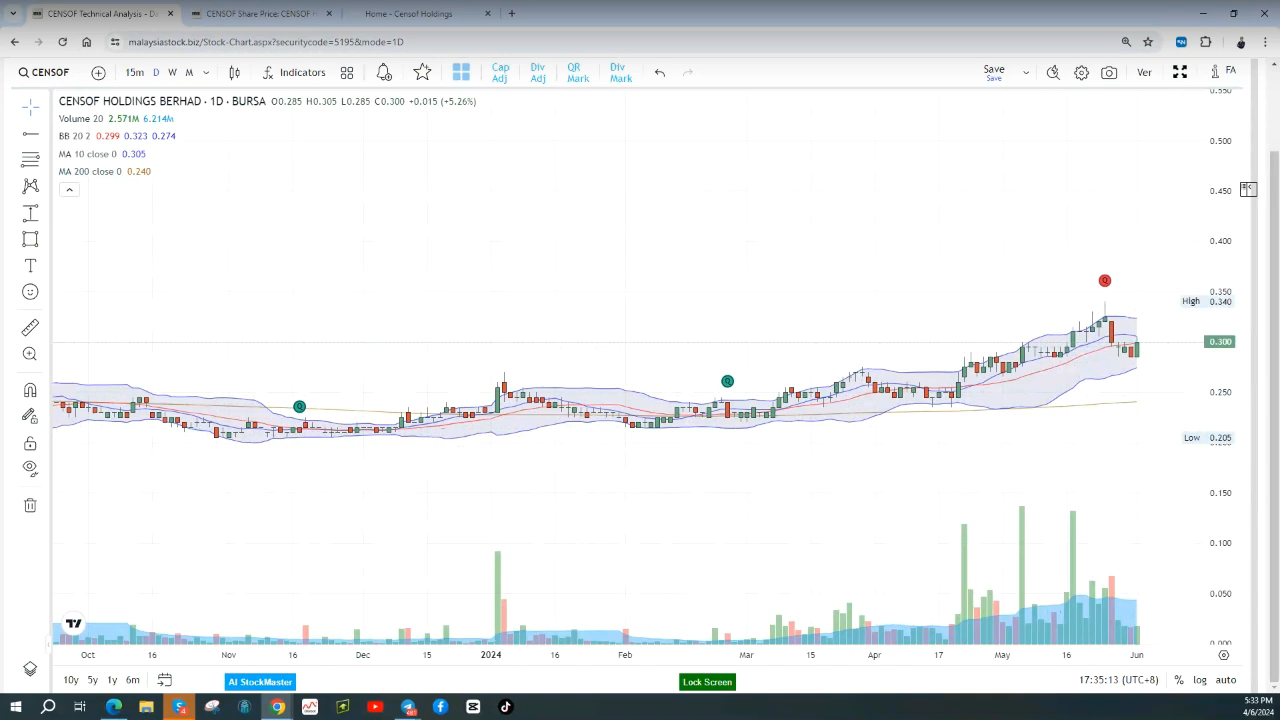 CENSOF Technical Analysis - Da
CENSOF Share Price: CENSOF H
Home - Censof Holdings
malaysiastock.biz/Stock-Chart.aspx?securitycode=5195&mode=1D
CENSOF 15m D W M Indicators Cap Adj Div Adj QR Mark Div Mark Save Save Ver FA
CENSOF HOLDINGS BERHAD · 1D · BURSA O0.285 H0.305 L0.285 C0.300 +0.015 (+5.26%)
Volume 20 2.571M 6.214M
BB 20 2 0.299 0.323 0.274
MA 10 close 0 0.305
MA 200 close 0 0.240
0.550
0.500
0.450
0.400
0.350
High 0.340
0.300
0.250
Low 0.205
0.150
0.100
0.050
0.000
Q
Q
Q
Oct 16 Nov 16 Dec 15 2024 16 Feb Mar 15 Apr 17 May 16 Jun
10y 5y 1y 6m 17:35:13 (UTC+8) % log auto
AI StockMaster
Lock Screen
5:33 PM
4/6/2024